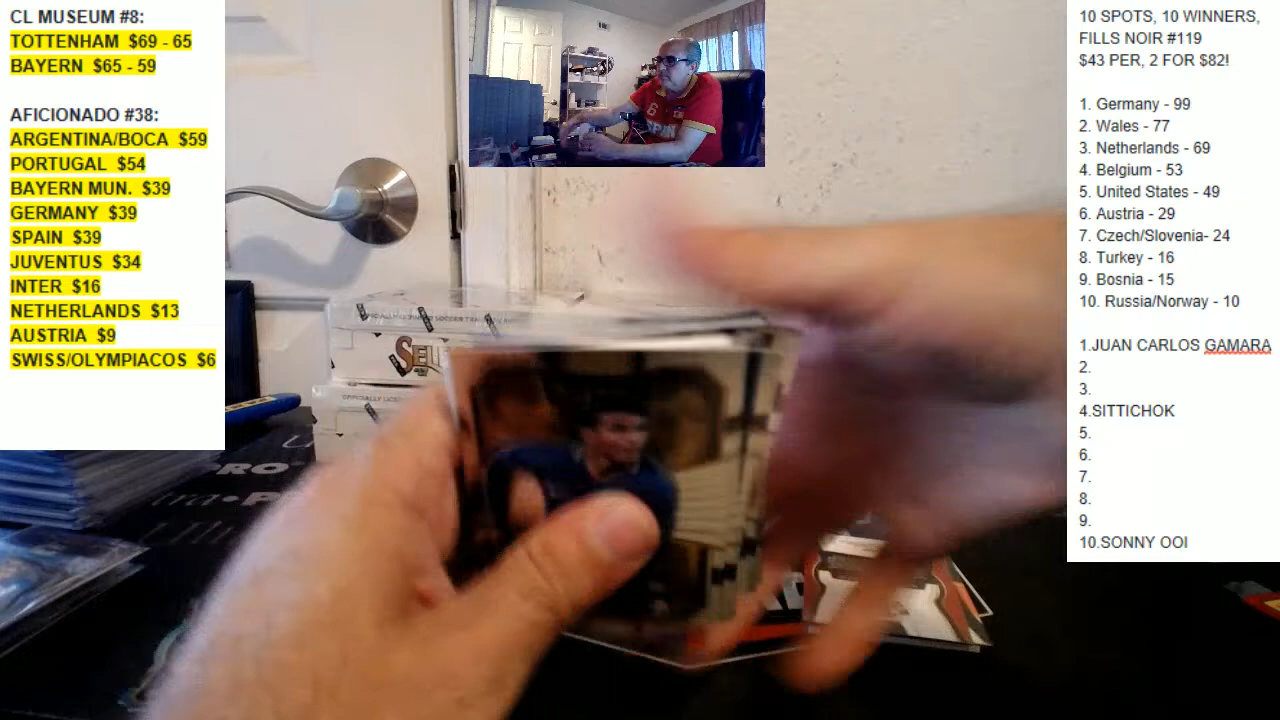 CL MUSEUM #8:
TOTTENHAM $69 - 65
BAYERN $65 - 59
AFICIONADO #38:
ARGENTINA/BOCA $59
PORTUGAL $54
BAYERN MUN. $39
GERMANY $39
SPAIN $39
JUVENTUS $34
INTER $16
NETHERLANDS $13
AUSTRIA $9
SWISS/OLYMPIACOS $6
10 SPOTS, 10 WINNERS,
FILLS NOIR #119
$43 PER, 2 FOR $82!
1. Germany - 99
2. Wales - 77
3. Netherlands - 69
4. Belgium - 53
5. United States - 49
6. Austria - 29
7. Czech/Slovenia- 24
8. Turkey - 16
9. Bosnia - 15
10. Russia/Norway - 10
1.JUAN CARLOS GAMARA
2.
3.
4.SITTICHOK
5.
6.
7.
8.
9.
10.SONNY OOI
6